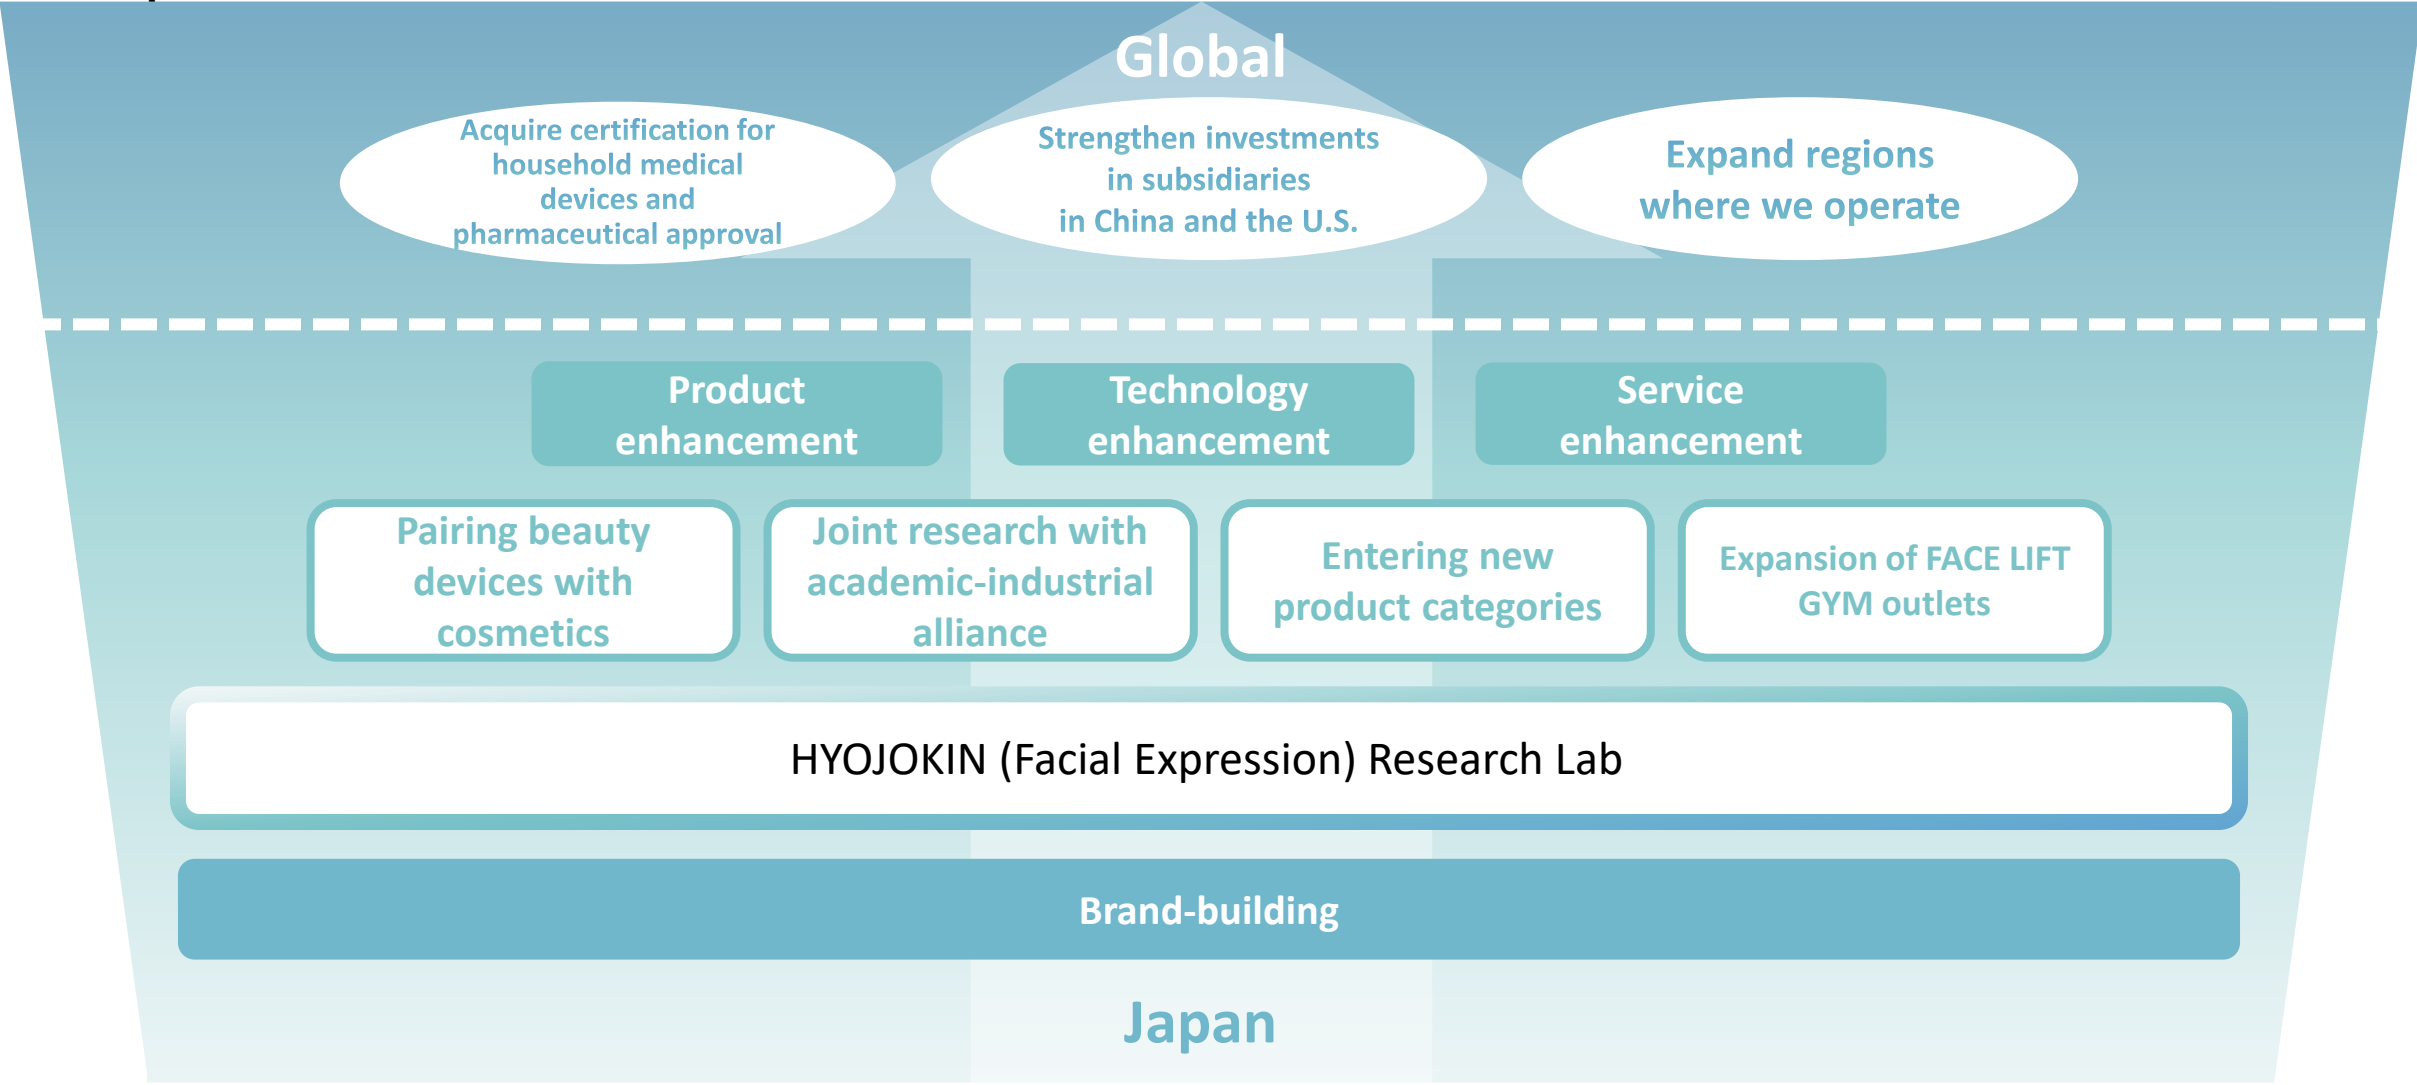 Global
Acquire certification for
household medical
devices and
pharmaceutical approval
Strengthen investments
in subsidiaries
in China and the U.S.
Expand regions
where we operate
Product
enhancement
Technology
enhancement
Service
enhancement
Pairing beauty
devices with
cosmetics
Joint research with
academic-industrial
alliance
Entering new
product categories
Expansion of FACE LIFT
GYM outlets
HYOJOKIN (Facial Expression) Research Lab
Brand-building
Japan